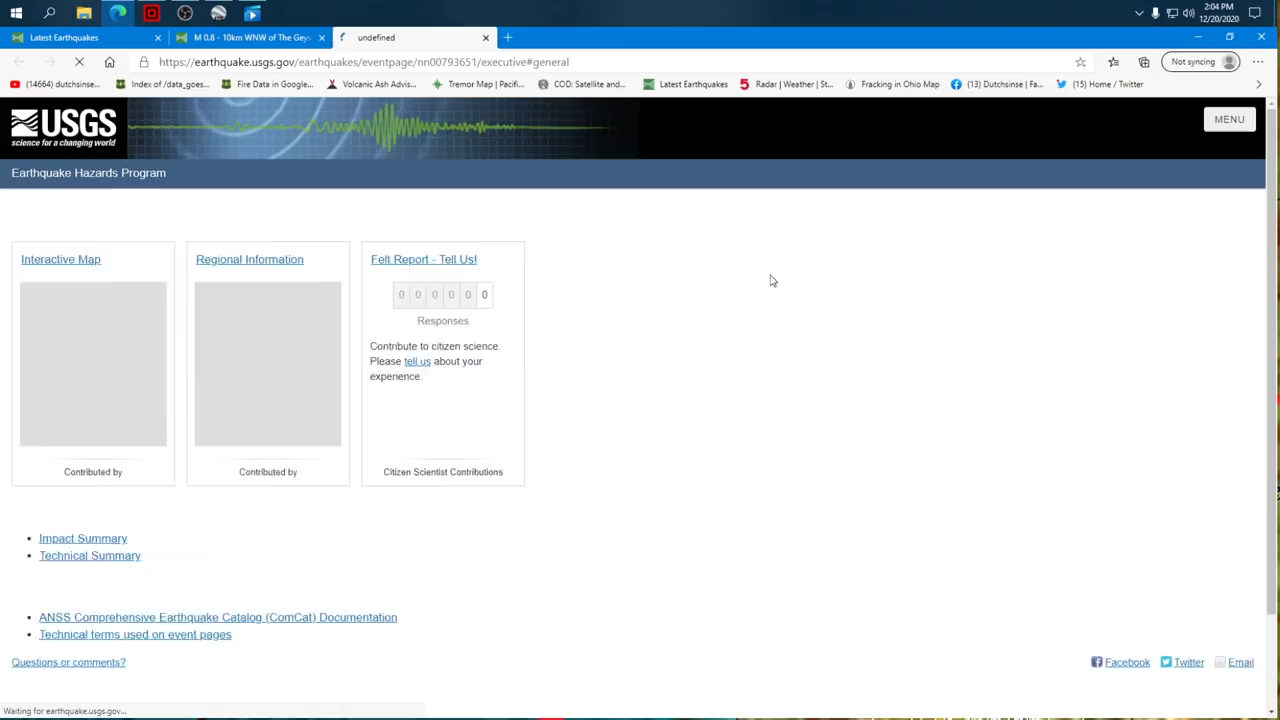 2:04 PM
12/20/2020
Latest Earthquakes
M 0.8 - 10km WNW of The Geys
undefined
https://earthquake.usgs.gov/earthquakes/eventpage/nn00793651/executive#general
Not syncing
(14664) dutchsinse...
Index of /data_goes...
Fire Data in Google...
Volcanic Ash Advis...
Tremor Map | Pacifi...
COD: Satellite and...
Latest Earthquakes
Radar | Weather | St...
Fracking in Ohio Map
(13) Dutchsinse | Fa...
(15) Home / Twitter
USGS
science for a changing world
MENU
Earthquake Hazards Program
Interactive Map
Contributed by
Regional Information
Contributed by
Felt Report - Tell Us!
0 0 0 0 0 0
Responses
Contribute to citizen science.
Please tell us about your
experience.
Citizen Scientist Contributions
Impact Summary
Technical Summary
ANSS Comprehensive Earthquake Catalog (ComCat) Documentation
Technical terms used on event pages
Questions or comments?
Facebook
Twitter
Email
Waiting for earthquake.usgs.gov...